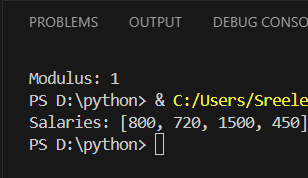 PROBLEMS OUTPUT DEBUG CONSO
Modulus: 1
PS D:\python> & C:/Users/Sreele
Salaries: [800, 720, 1500, 450]
PS D:\python>